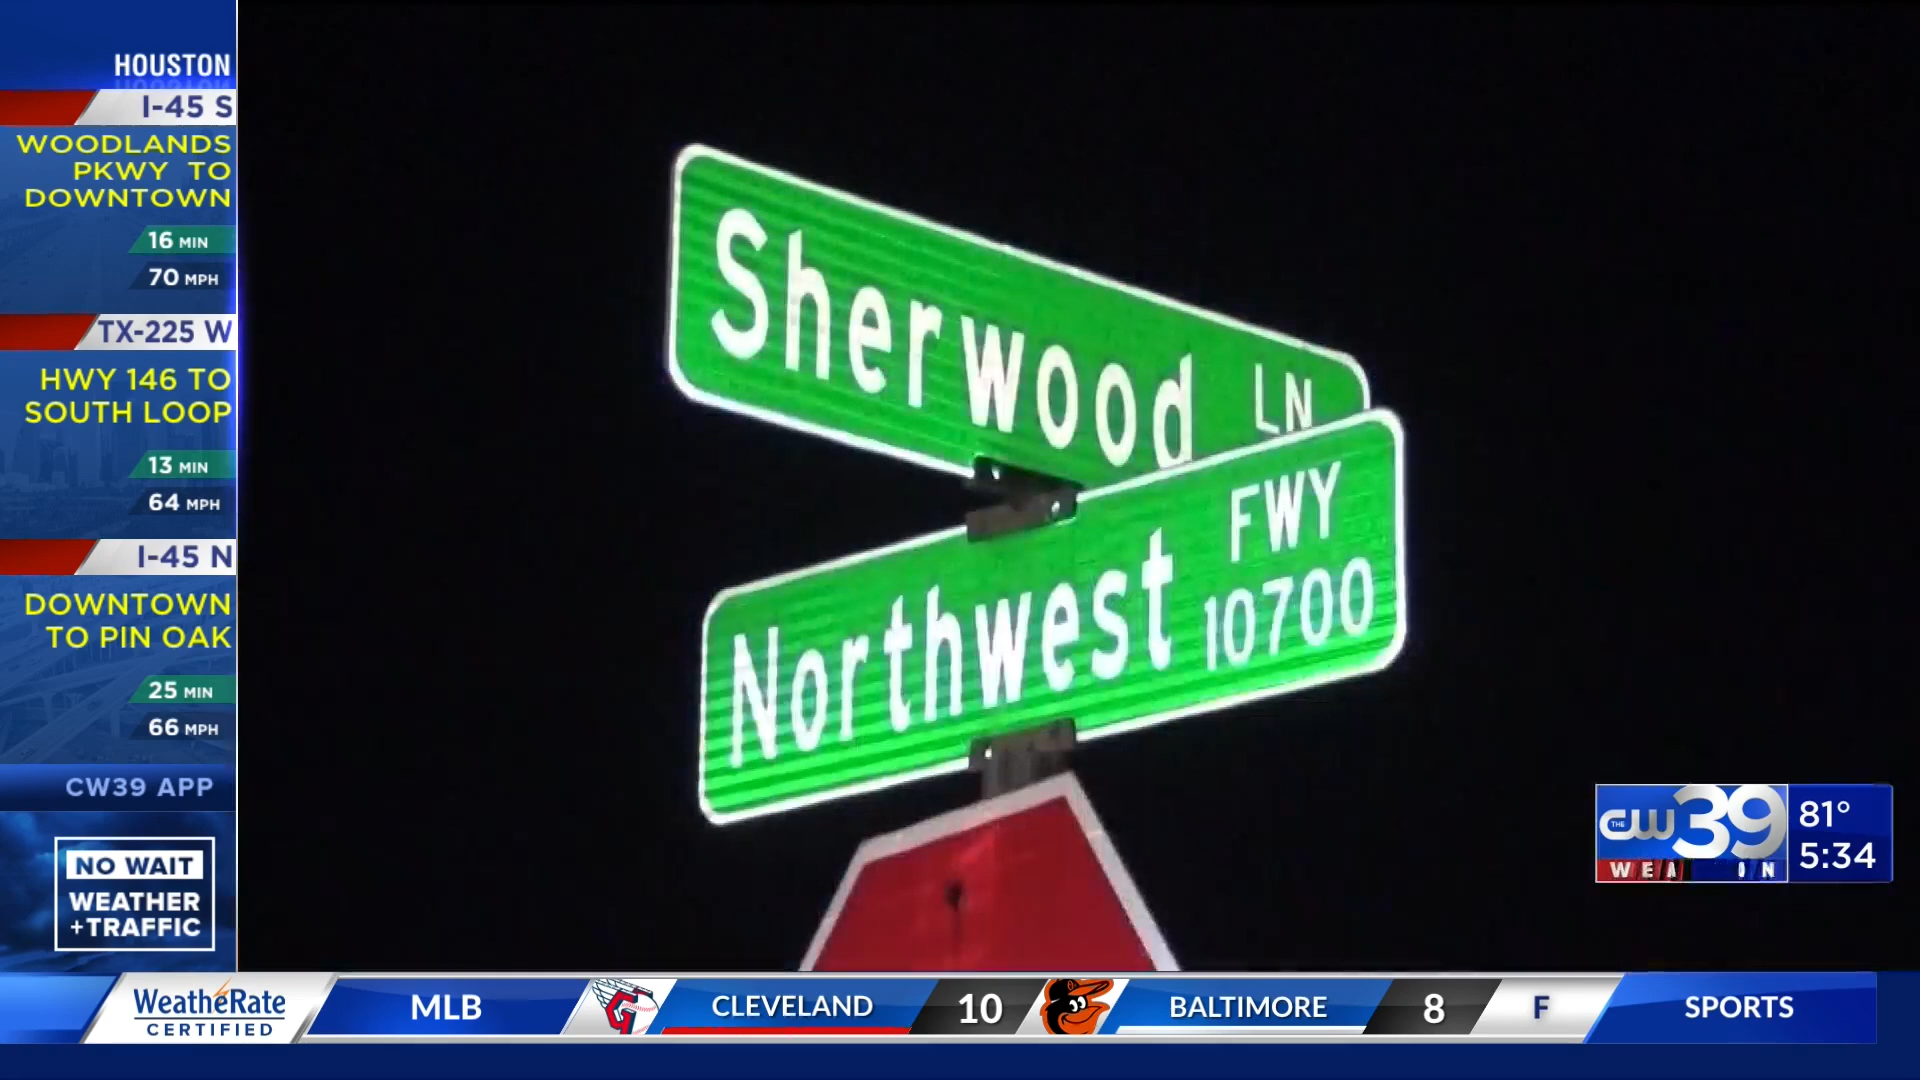 HOUSTON
I-45 S
WOODLANDS
PKWY TO
DOWNTOWN
16 MIN
70 MPH
TX-225 W
HWY 146 TO
SOUTH LOOP
13 MIN
64 MPH
I-45 N
DOWNTOWN
TO PIN OAK
25 MIN
66 MPH
CW39 APP
NO WAIT
WEATHER
+TRAFFIC
Sherwood LN
Northwest FWY
10700
THE CW39
81°
5:34
WeatheRate
CERTIFIED
MLB CLEVELAND 10 BALTIMORE 8 F SPORTS